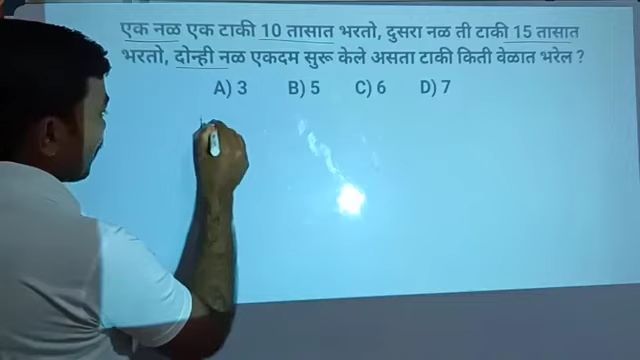 एक नळ एक टाकी 10 तासात भरतो, दुसरा नळ ती टाकी 15 तासात
भरतो, दोन्ही नळ एकदम सुरू केले असता टाकी किती वेळात भरेल ?
A) 3 B) 5 C) 6 D) 7